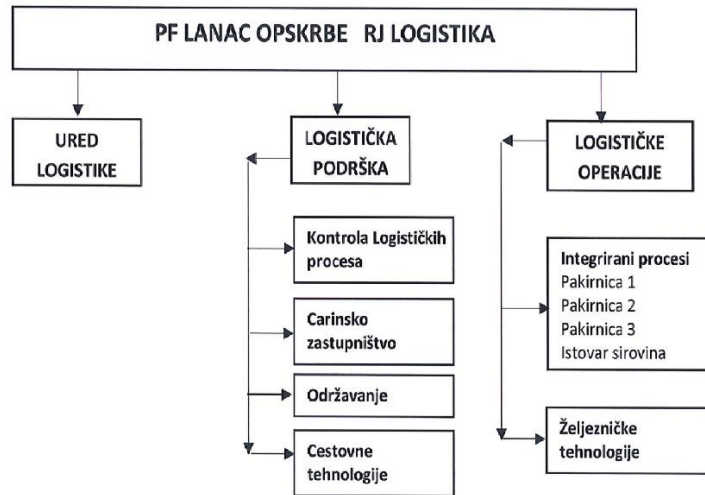 PF LANAC OPSKRBE RJ LOGISTIKA
URED
LOGISTIKE
LOGISTIČKA
PODRŠKA
Kontrola Logističkih
procesa
Carinsko
zastupništvo
Održavanje
Cestovne
tehnologije
LOGISTIČKE
OPERACIJE
Integrirani procesi
Pakirnica 1
Pakirnica 2
Pakirnica 3
Istovar sirovina
Željezničke
tehnologije